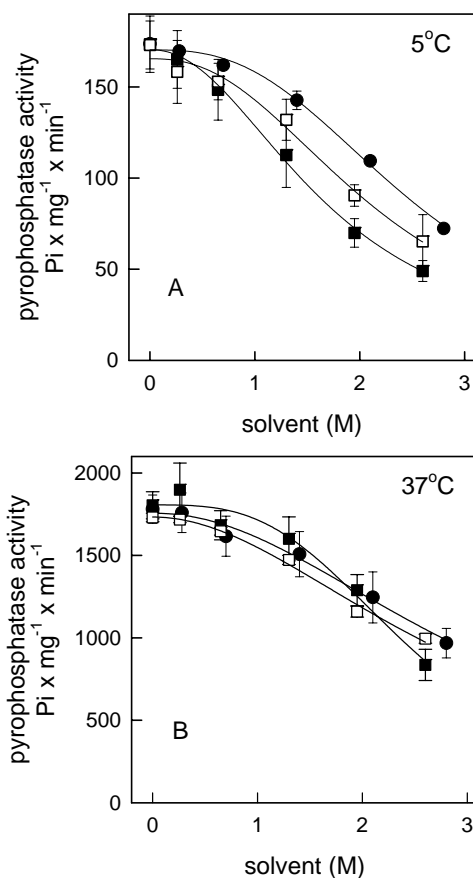 5°C
150
100
50
0
pyrophosphatase activity
Pi x mg⁻¹ x min⁻¹
A
0 1 2 3
solvent (M)
37°C
2000
1500
1000
500
0
pyrophosphatase activity
Pi x mg⁻¹ x min⁻¹
B
0 1 2 3
solvent (M)